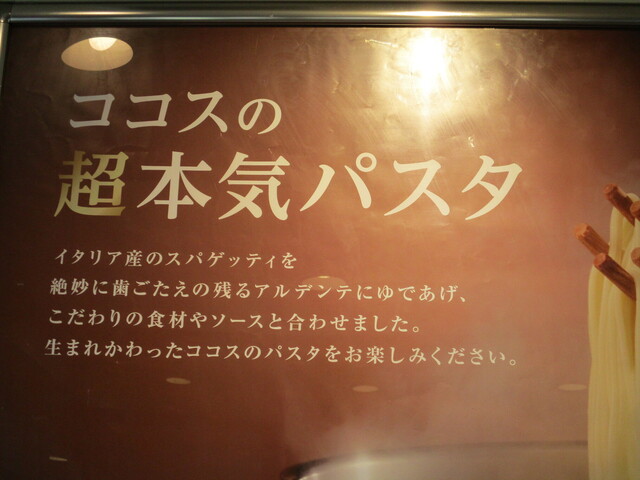 ココスの
超本気パスタ
イタリア産のスパゲッティを
絶妙に歯ごたえの残るアルデンテにゆであげ、
こだわりの食材やソースと合わせました。
生まれかわったココスのパスタをお楽しみください。